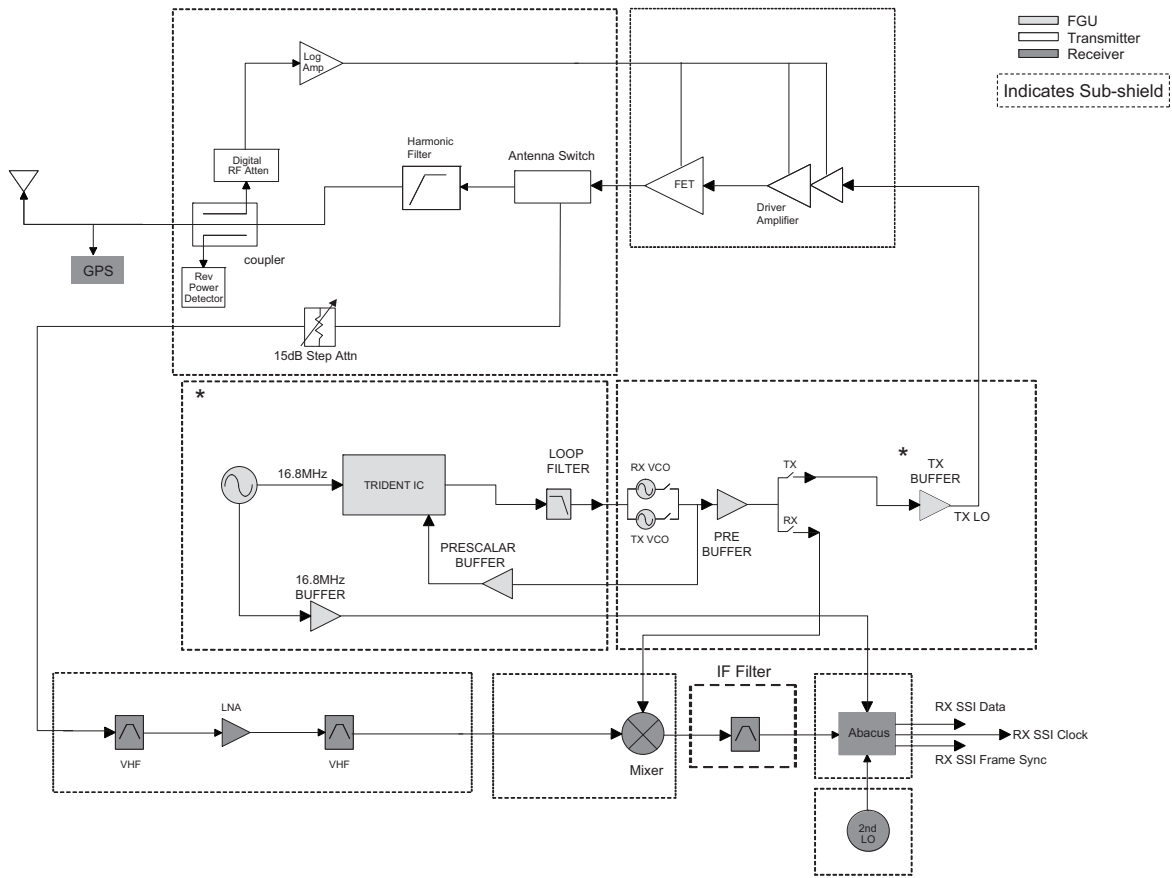 FGU
Transmitter
Receiver
Indicates Sub-shield
Log
Amp
Digital
RF Atten
Harmonic
Filter
Antenna Switch
FET
Driver
Amplifier
GPS
coupler
Rev
Power
Detector
15dB Step Attn
*
16.8MHz
TRIDENT IC
LOOP
FILTER
RX VCO
TX VCO
PRE
BUFFER
TX
RX
*
TX
BUFFER
TX LO
PRESCALAR
BUFFER
16.8MHz
BUFFER
IF Filter
LNA
VHF
VHF
Mixer
Abacus
RX SSI Data
RX SSI Clock
RX SSI Frame Sync
2nd
LO